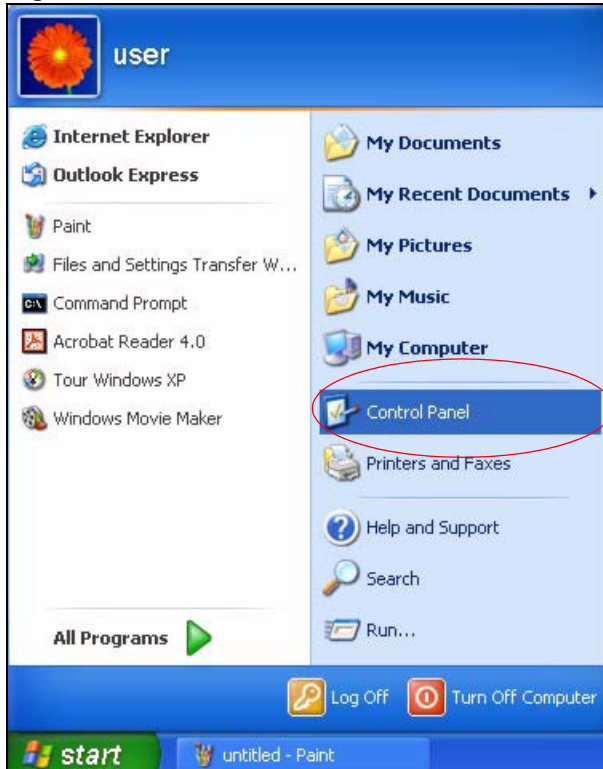 user
Internet Explorer
Outlook Express
Paint
Files and Settings Transfer W...
Command Prompt
Acrobat Reader 4.0
Tour Windows XP
Windows Movie Maker
All Programs
My Documents
My Recent Documents
My Pictures
My Music
My Computer
Control Panel
Printers and Faxes
Help and Support
Search
Run...
Log Off
Turn Off Computer
start
untitled - Paint